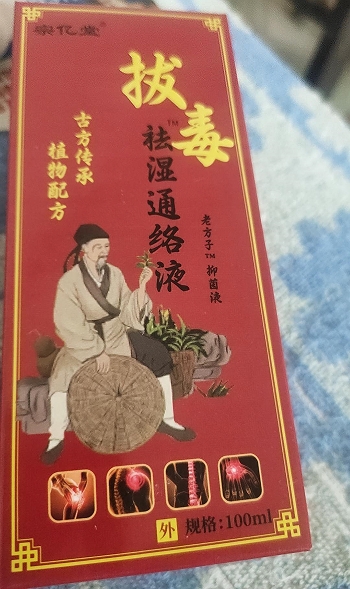 宗亿堂®
拔毒
祛湿通络液
TM
古方传承
植物配方
老方子™抑菌液
外 规格:100ml